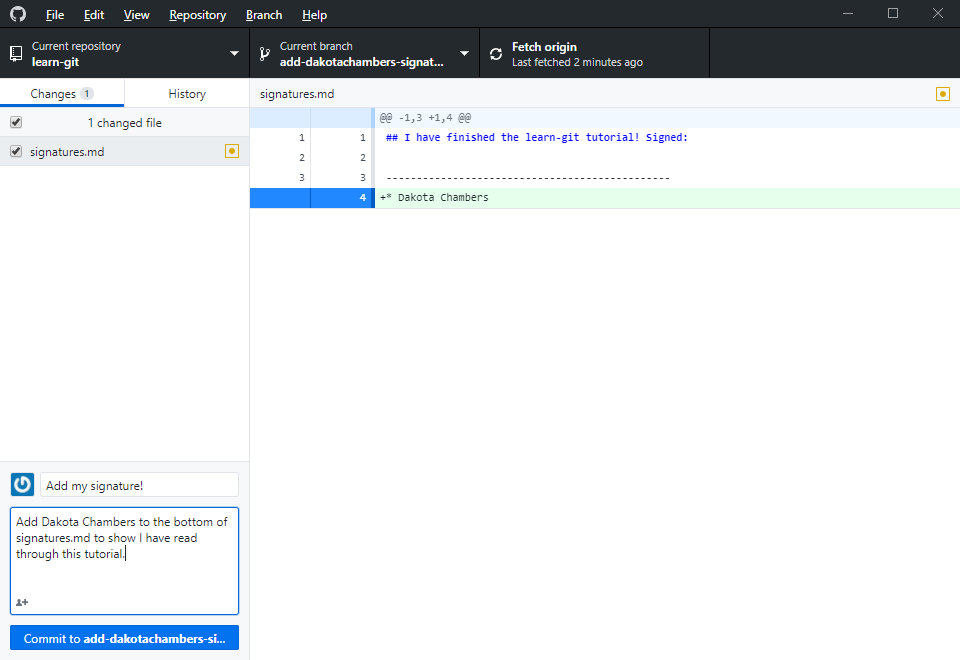 File Edit View Repository Branch Help
Current repository
learn-git
Current branch
add-dakotachambers-signat...
Fetch origin
Last fetched 2 minutes ago
Changes 1 History
1 changed file
signatures.md
signatures.md
@@ -1,3 +1,4 @@
1 1 ## I have finished the learn-git tutorial! Signed:
2 2
3 3 -----------------------------------------------
4 +* Dakota Chambers
Add my signature!
Add Dakota Chambers to the bottom of
signatures.md to show I have read
through this tutorial.
Commit to add-dakotachambers-si...